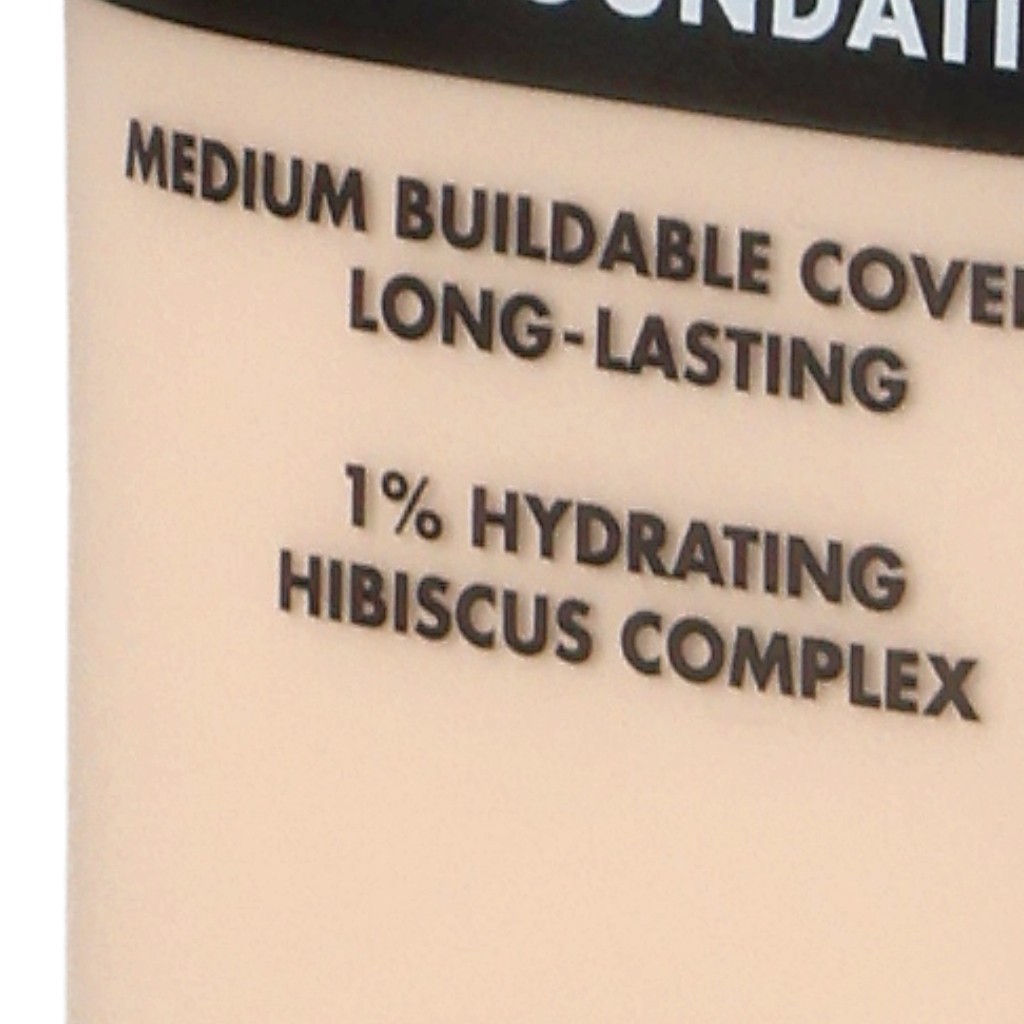 MEDIUM BUILDABLE COVE
LONG-LASTING
1% HYDRATING
HIBISCUS COMPLEX